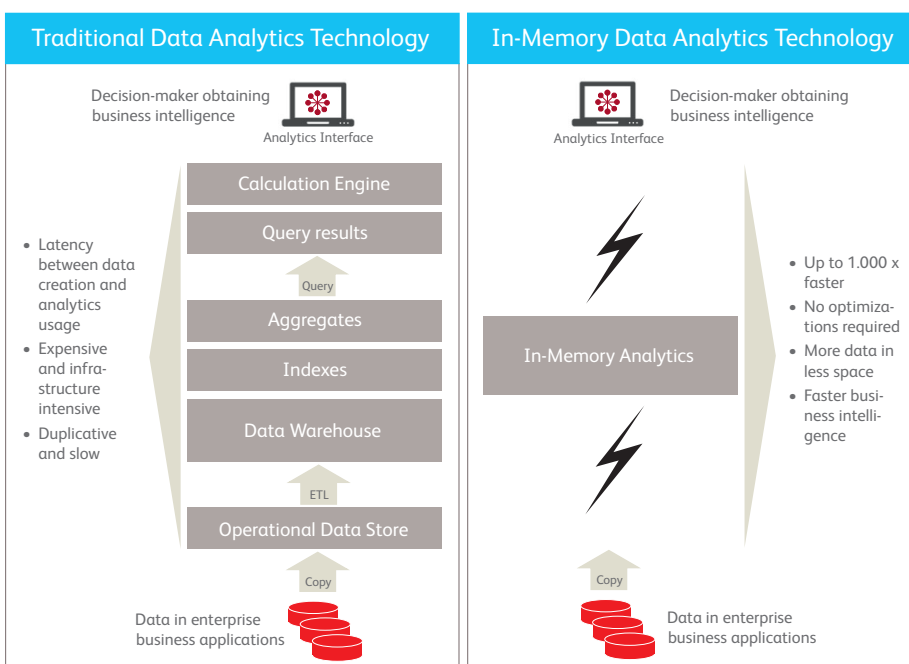 Traditional Data Analytics Technology
Decision-maker obtaining
business intelligence
Analytics Interface
Calculation Engine
Query results
Query
Aggregates
Indexes
Data Warehouse
ETL
Operational Data Store
Copy
Data in enterprise
business applications
• Latency
between data
creation and
analytics
usage
• Expensive
and infra-
structure
intensive
• Duplicative
and slow
In-Memory Data Analytics Technology
Analytics Interface
Decision-maker obtaining
business intelligence
In-Memory Analytics
• Up to 1.000 x
faster
• No optimiza-
tions required
• More data in
less space
• Faster busi-
ness intelli-
gence
Copy
Data in enterprise
business applications